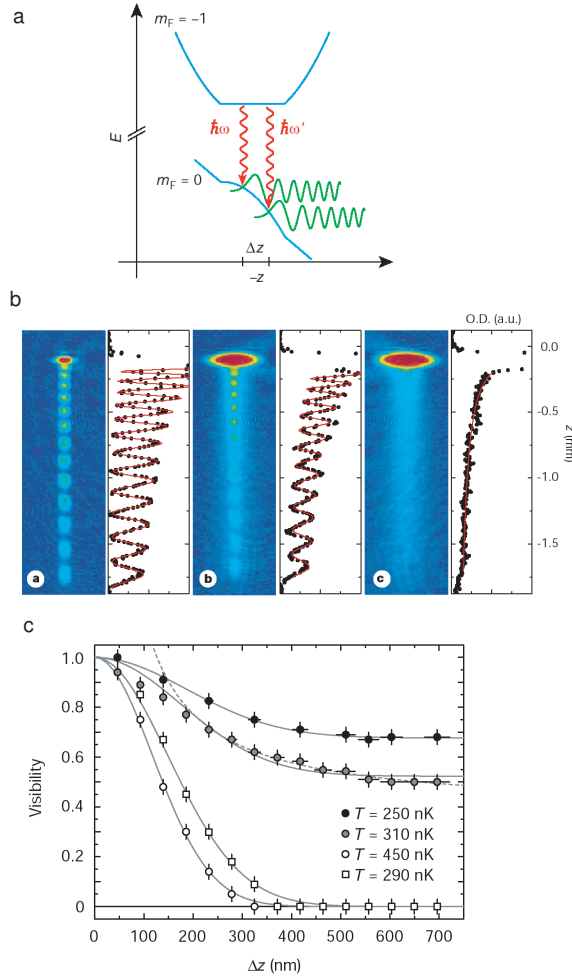 a
m_F = −1
E
ħω
ħω′
m_F = 0
Δz
−z
b
O.D. (a.u.)
0.0
-0.5
-1.0
-1.5
z (mm)
a
b
c
c
1.0
0.8
0.6
0.4
0.2
0
Visibility
T = 250 nK
T = 310 nK
T = 450 nK
T = 290 nK
0 100 200 300 400 500 600 700
Δz (nm)